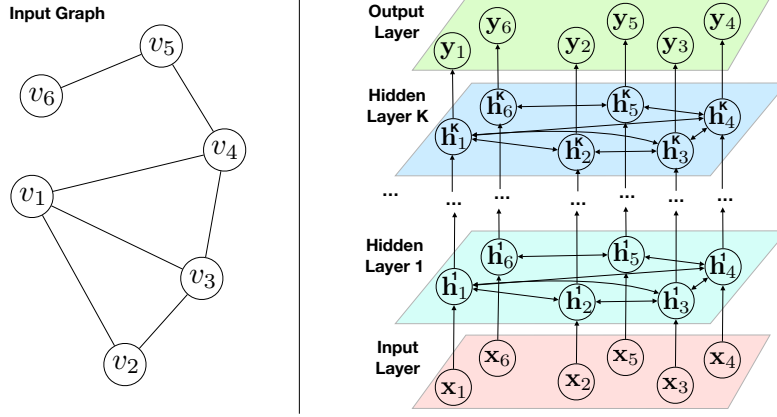 Input Graph
v5
v6
v4
v1
v3
v2
Output
Layer
y1 y6 y2 y5 y3 y4
Hidden
Layer K
h1K h6K h2K h5K h3K h4K
... ... ... ... ... ... ...
Hidden
Layer 1
h11 h61 h21 h51 h31 h41
Input
Layer
x1 x6 x2 x5 x3 x4